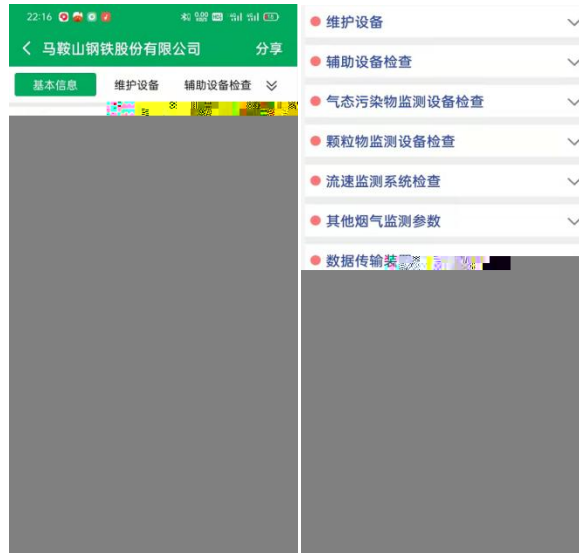 22:16
马鞍山钢铁股份有限公司 分享
基本信息 维护设备 辅助设备检查
维护设备
辅助设备检查
气态污染物监测设备检查
颗粒物监测设备检查
流速监测系统检查
其他烟气监测参数
数据传输装